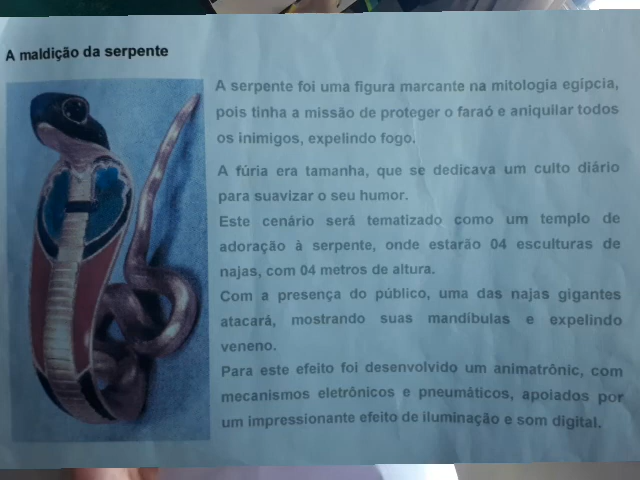 A maldição da serpente
A serpente foi uma figura marcante na mitologia egipcia,
pois tinha a missão de proteger o faraó e aniquilar todos
os inimigos, expelindo fogo.
A fúria era tamanha, que se dedicava um culto diário
para suavizar o seu humor.
Este cenário será tematizado como um templo de
adoração à serpente, onde estarão 04 esculturas de
najas, com 04 metros de altura.
Com a presença do público, uma das najas gigantes
atacará, mostrando suas mandíbulas e expelindo
veneno.
Para este efeito foi desenvolvido um animatrônic, com
mecanismos eletrônicos e pneumáticos, apoiados por
um impressionante efeito de iluminação e som digital.